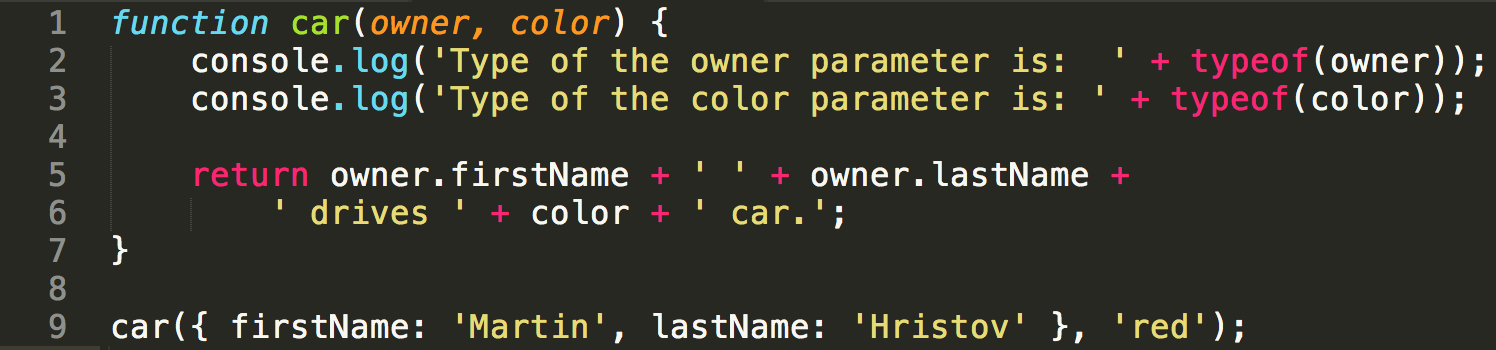 1 function car(owner, color) {
2     console.log('Type of the owner parameter is:  ' + typeof(owner));
3     console.log('Type of the color parameter is: ' + typeof(color));
4
5     return owner.firstName + ' ' + owner.lastName +
6         ' drives ' + color + ' car.';
7 }
8
9 car({ firstName: 'Martin', lastName: 'Hristov' }, 'red');